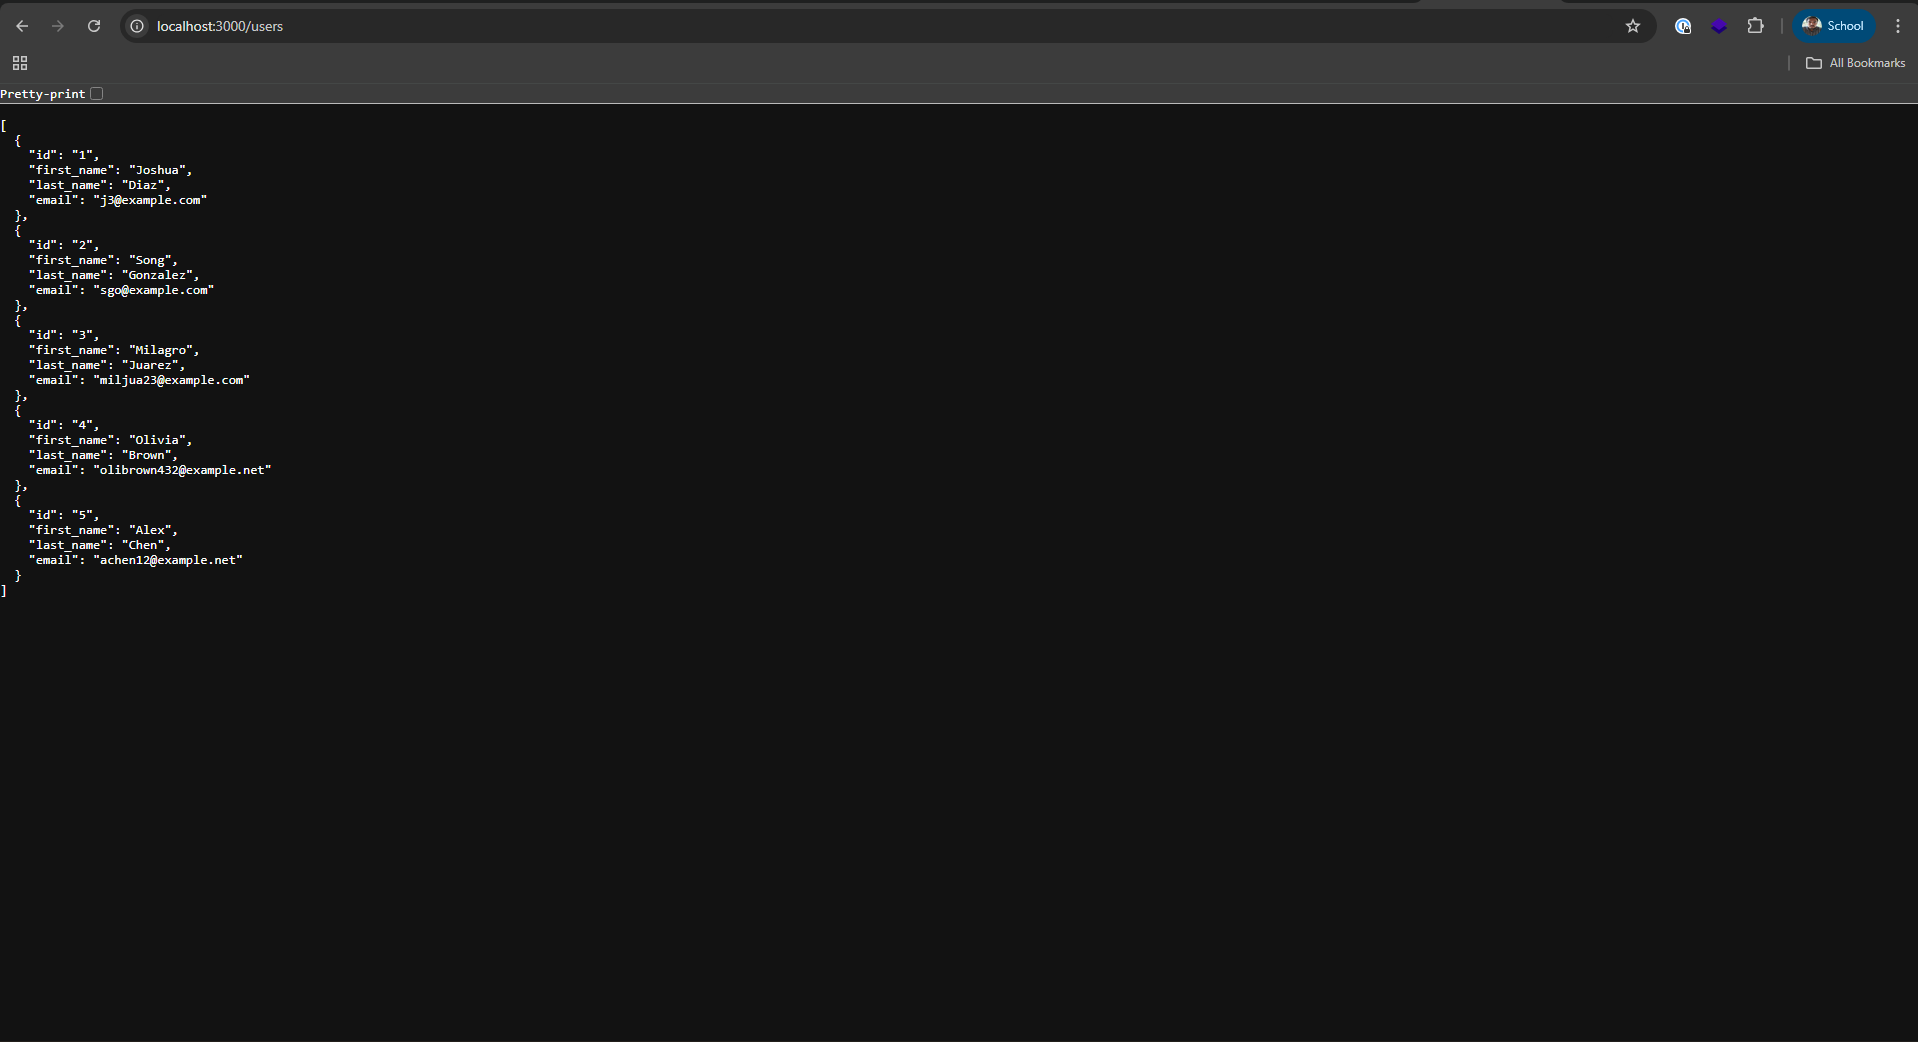 localhost:3000/users
School
All Bookmarks
Pretty-print
[
  {
    "id": "1",
    "first_name": "Joshua",
    "last_name": "Diaz",
    "email": "j3@example.com"
  },
  {
    "id": "2",
    "first_name": "Song",
    "last_name": "Gonzalez",
    "email": "sgo@example.com"
  },
  {
    "id": "3",
    "first_name": "Milagro",
    "last_name": "Juarez",
    "email": "miljua23@example.com"
  },
  {
    "id": "4",
    "first_name": "Olivia",
    "last_name": "Brown",
    "email": "olibrown432@example.net"
  },
  {
    "id": "5",
    "first_name": "Alex",
    "last_name": "Chen",
    "email": "achen12@example.net"
  }
]